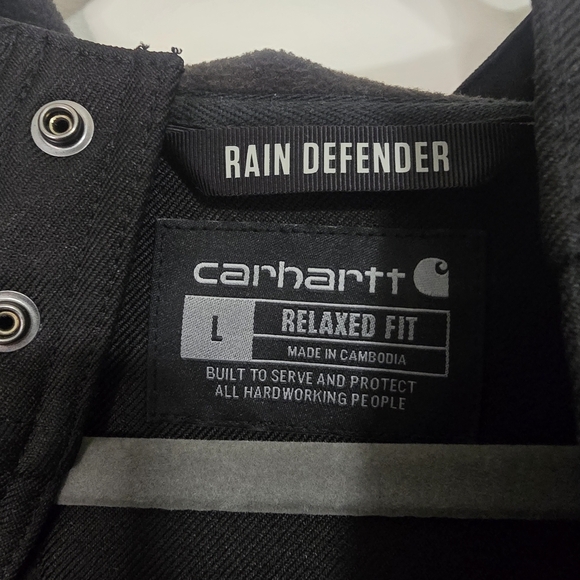 RAIN DEFENDER
carhartt
L
RELAXED FIT
MADE IN CAMBODIA
BUILT TO SERVE AND PROTECT
ALL HARDWORKING PEOPLE